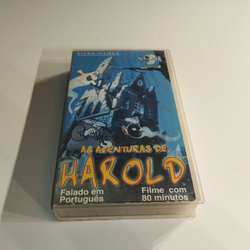 VIDEO FILMES
AS AVENTURAS DE
HAROLD
Falado em
Português
Filme com
80 minutos